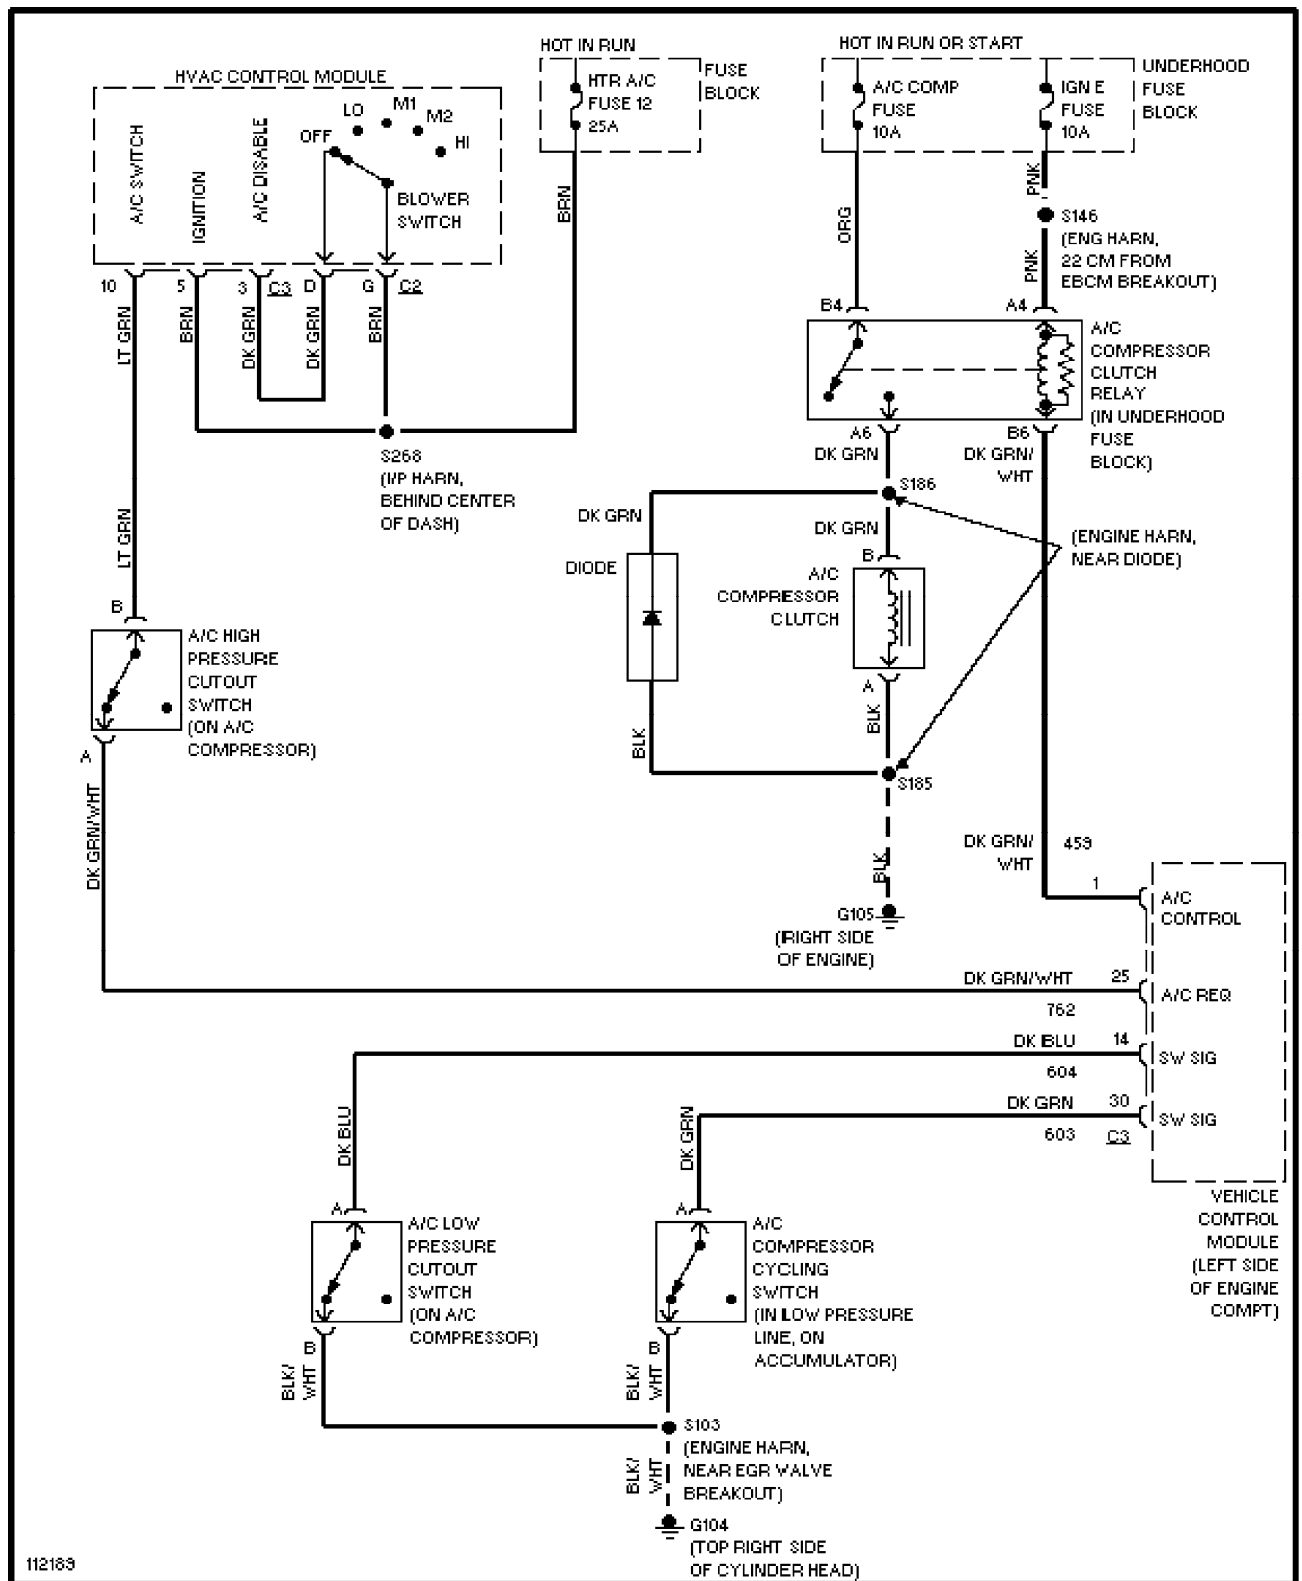 HOT IN RUN
HOT IN RUN OR START
HVAC CONTROL MODULE
LO
M1
M2
HI
OFF
A/C SWITCH
IGNITION
A/C DISABLE
BLOWER
SWITCH
HTR A/C
FUSE 12
25A
FUSE
BLOCK
A/C COMP
FUSE
10A
IGN E
FUSE
10A
UNDERHOOD
FUSE
BLOCK
10
5
3
C3
D
G
C2
LT GRN
BRN
DK GRN
DK GRN
BRN
BRN
ORG
PNK
S146
(ENG HARN,
22 CM FROM
EBCM BREAKOUT)
PNK
B4
A4
A/C
COMPRESSOR
CLUTCH
RELAY
(IN UNDERHOOD
FUSE
BLOCK)
S268
(I/P HARN,
BEHIND CENTER
OF DASH)
A6
DK GRN
B6
DK GRN/
WHT
S186
DK GRN
DK GRN
(ENGINE HARN,
NEAR DIODE)
LT GRN
DIODE
B
A/C
COMPRESSOR
CLUTCH
B
A/C HIGH
PRESSURE
CUTOUT
SWITCH
(ON A/C
COMPRESSOR)
A
A
BLK
BLK
S185
DK GRN/WHT
BLK
DK GRN/
WHT
459
1
A/C
CONTROL
G105
(RIGHT SIDE
OF ENGINE)
DK GRN/WHT
25
A/C REQ
762
DK BLU
14
SW SIG
604
DK GRN
30
SW SIG
603
C3
DK BLU
DK GRN
VEHICLE
CONTROL
MODULE
(LEFT SIDE
OF ENGINE
COMPT)
A
A/C LOW
PRESSURE
CUTOUT
SWITCH
(ON A/C
COMPRESSOR)
A
A/C
COMPRESSOR
CYCLING
SWITCH
(IN LOW PRESSURE
LINE, ON
ACCUMULATOR)
B
BLK/
WHT
B
BLK/
WHT
S103
(ENGINE HARN,
NEAR EGR VALVE
BREAKOUT)
BLK/
WHT
G104
(TOP RIGHT SIDE
OF CYLINDER HEAD)
112189